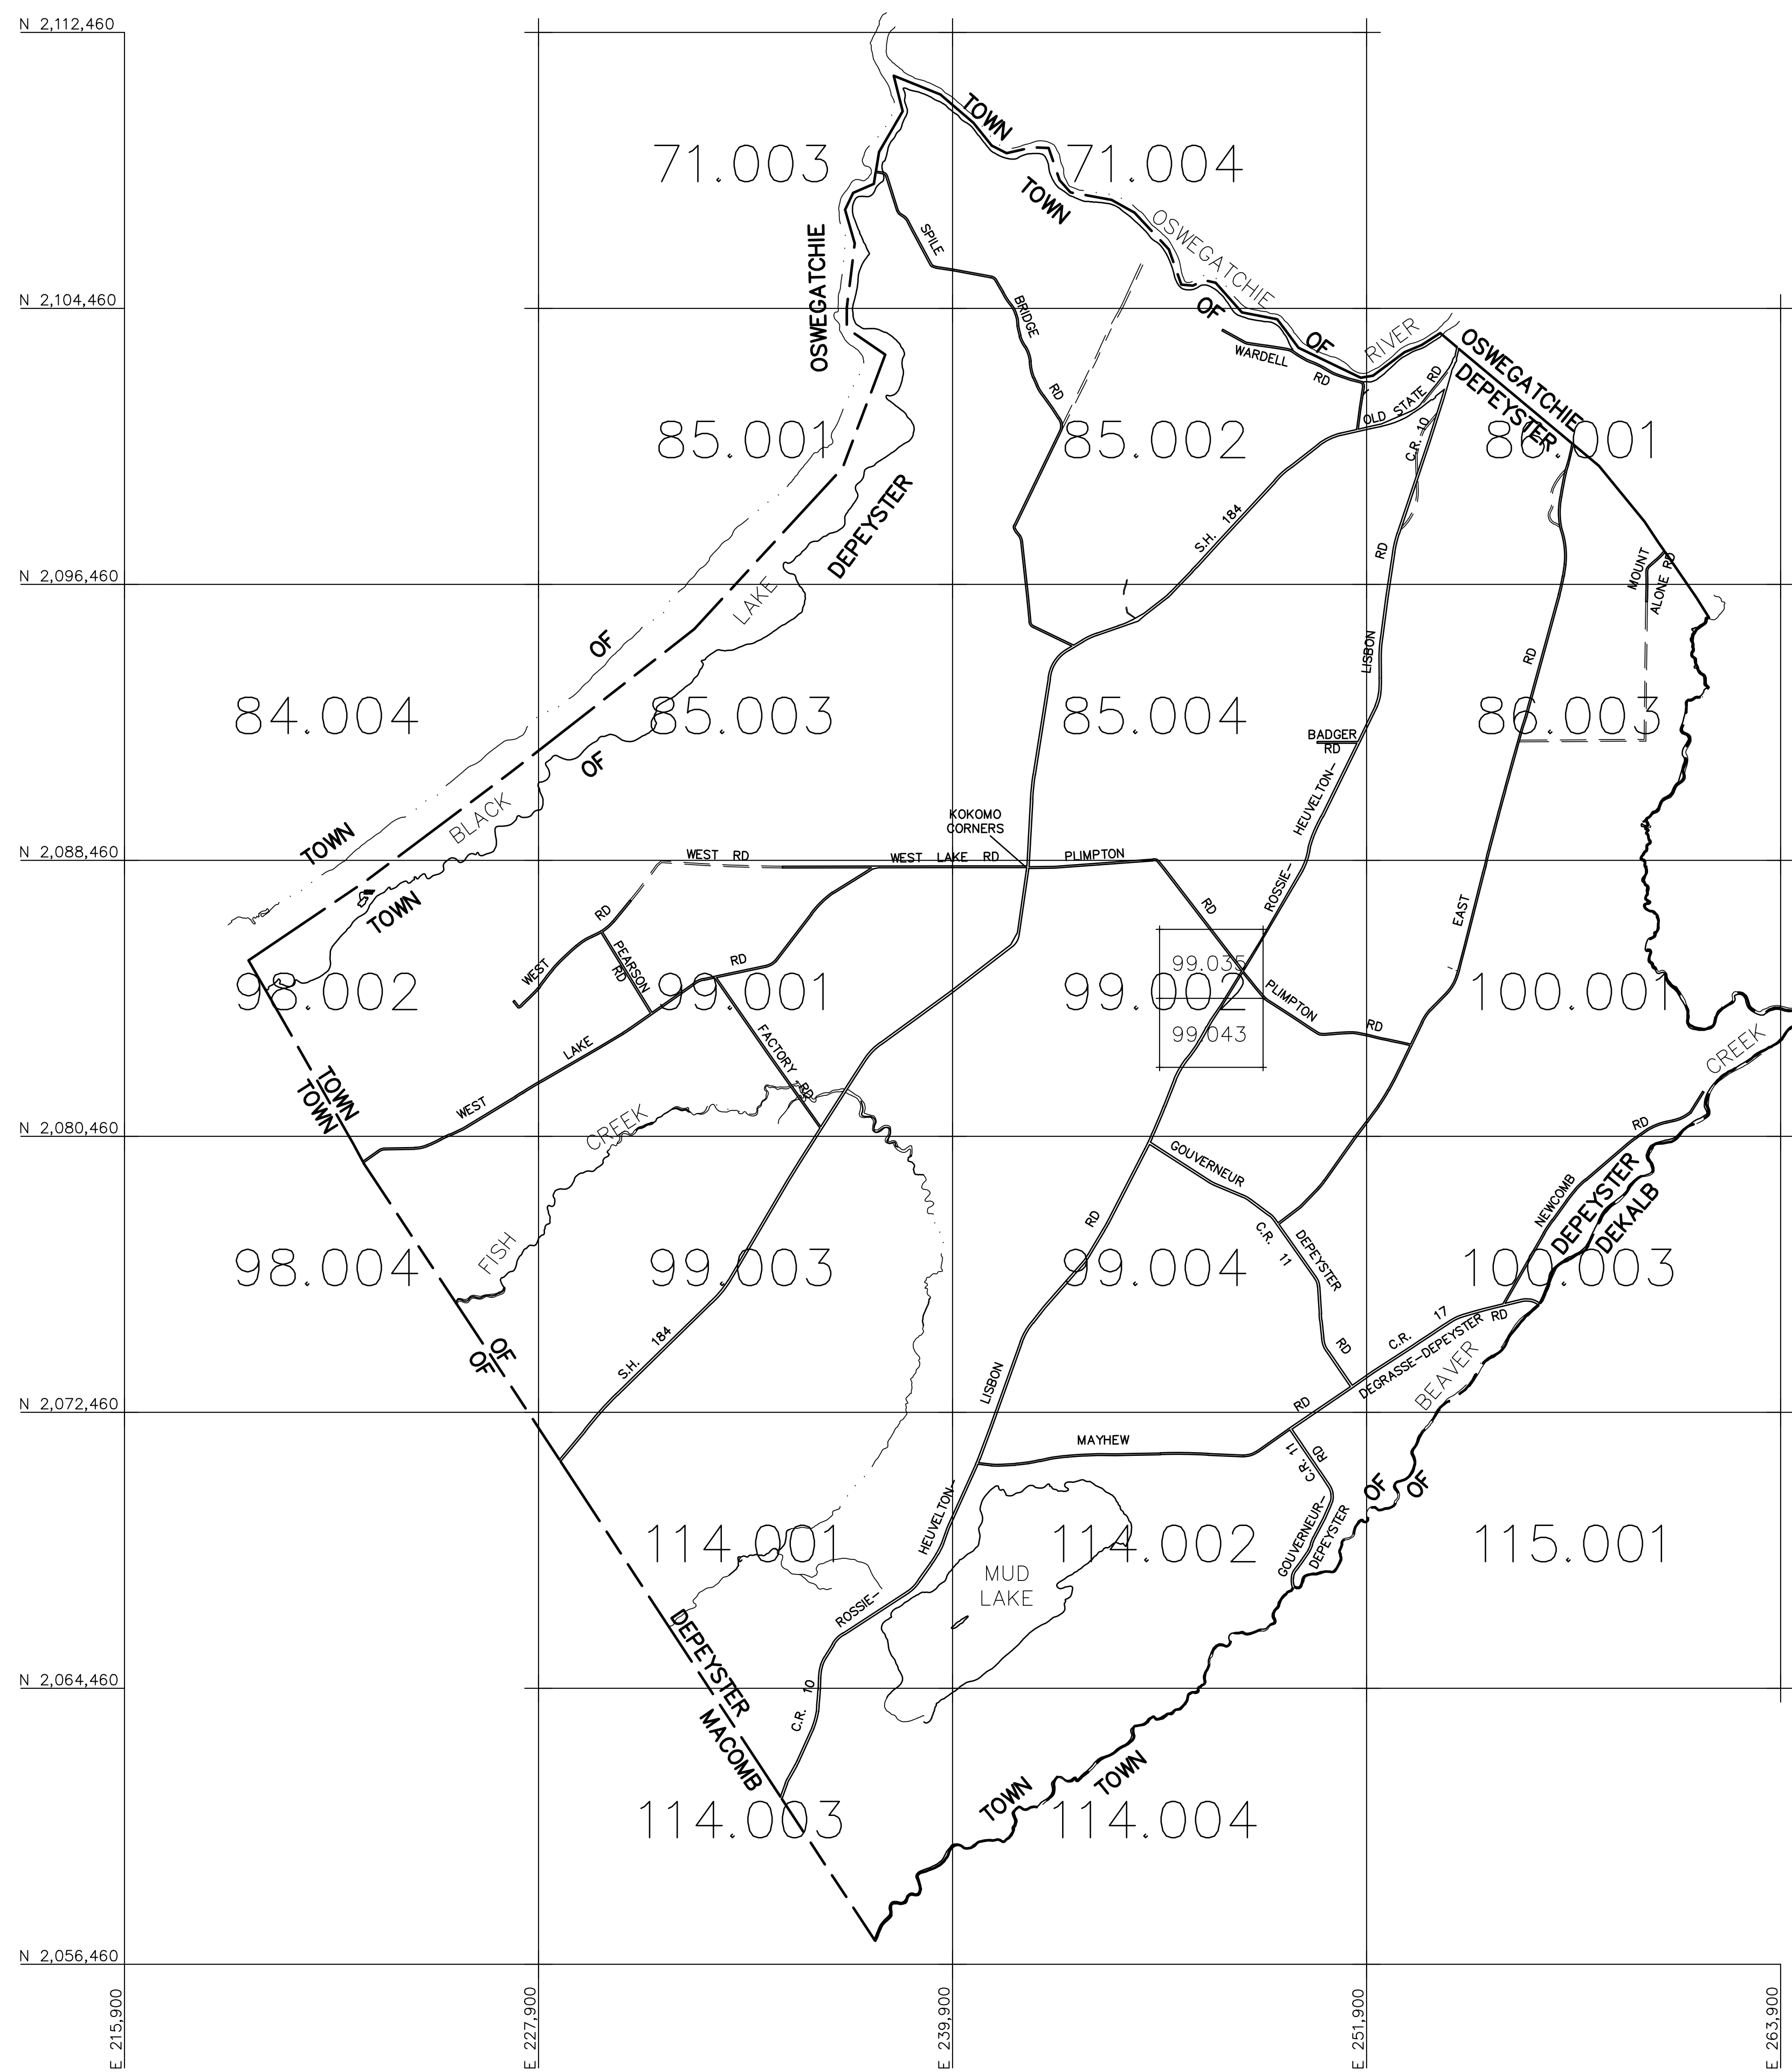 N 2,112,460
TOWN
71.003
71.004
TOWN
SPILE
OSWEGATCHIE
OSWEGATCHIE
N 2,104,460
BRIDGE
OF
OF
RIVER
WARDELL
RD
OSWEGATCHIE
DEPEYSTER
RD
OLD STATE RD
85.001
85.002
86.001
C.R. 10
DEPEYSTER
S.H. 184
RD
MOUNT
ALONE RD
N 2,096,460
LAKE
OF
LISBON
RD
84.004
85.003
85.004
86.003
BADGER
RD
OF
HEUVELTON-
BLACK
KOKOMO
CORNERS
TOWN
N 2,088,460
WEST RD
WEST LAKE RD
PLIMPTON
ROSSIE-
RD
EAST
TOWN
RD
PEARSON
RD
WEST
RD
99.035
98.002
99.001
99.002
100.001
PLIMPTON
RD
99.043
LAKE
FACTORY RD
CREEK
TOWN
TOWN
WEST
CREEK
N 2,080,460
RD
GOUVERNEUR
DEPEYSTER
DEKALB
NEWCOMB
RD
C.R. 11
DEPEYSTER
FISH
98.004
99.003
99.004
100.003
C.R. 17
DEGRASSE-DEPEYSTER RD
RD
S.H. 184
OF
OF
BEAVER
LISBON
N 2,072,460
RD
MAYHEW
RD
C.R. 11
OF
OF
HEUVELTON-
GOUVERNEUR-
DEPEYSTER
114.001
114.002
115.001
MUD
LAKE
ROSSIE-
DEPEYSTER
MACOMB
N 2,064,460
C.R. 10
TOWN
TOWN
114.003
114.004
N 2,056,460
E 215,900
E 227,900
E 239,900
E 251,900
E 263,900